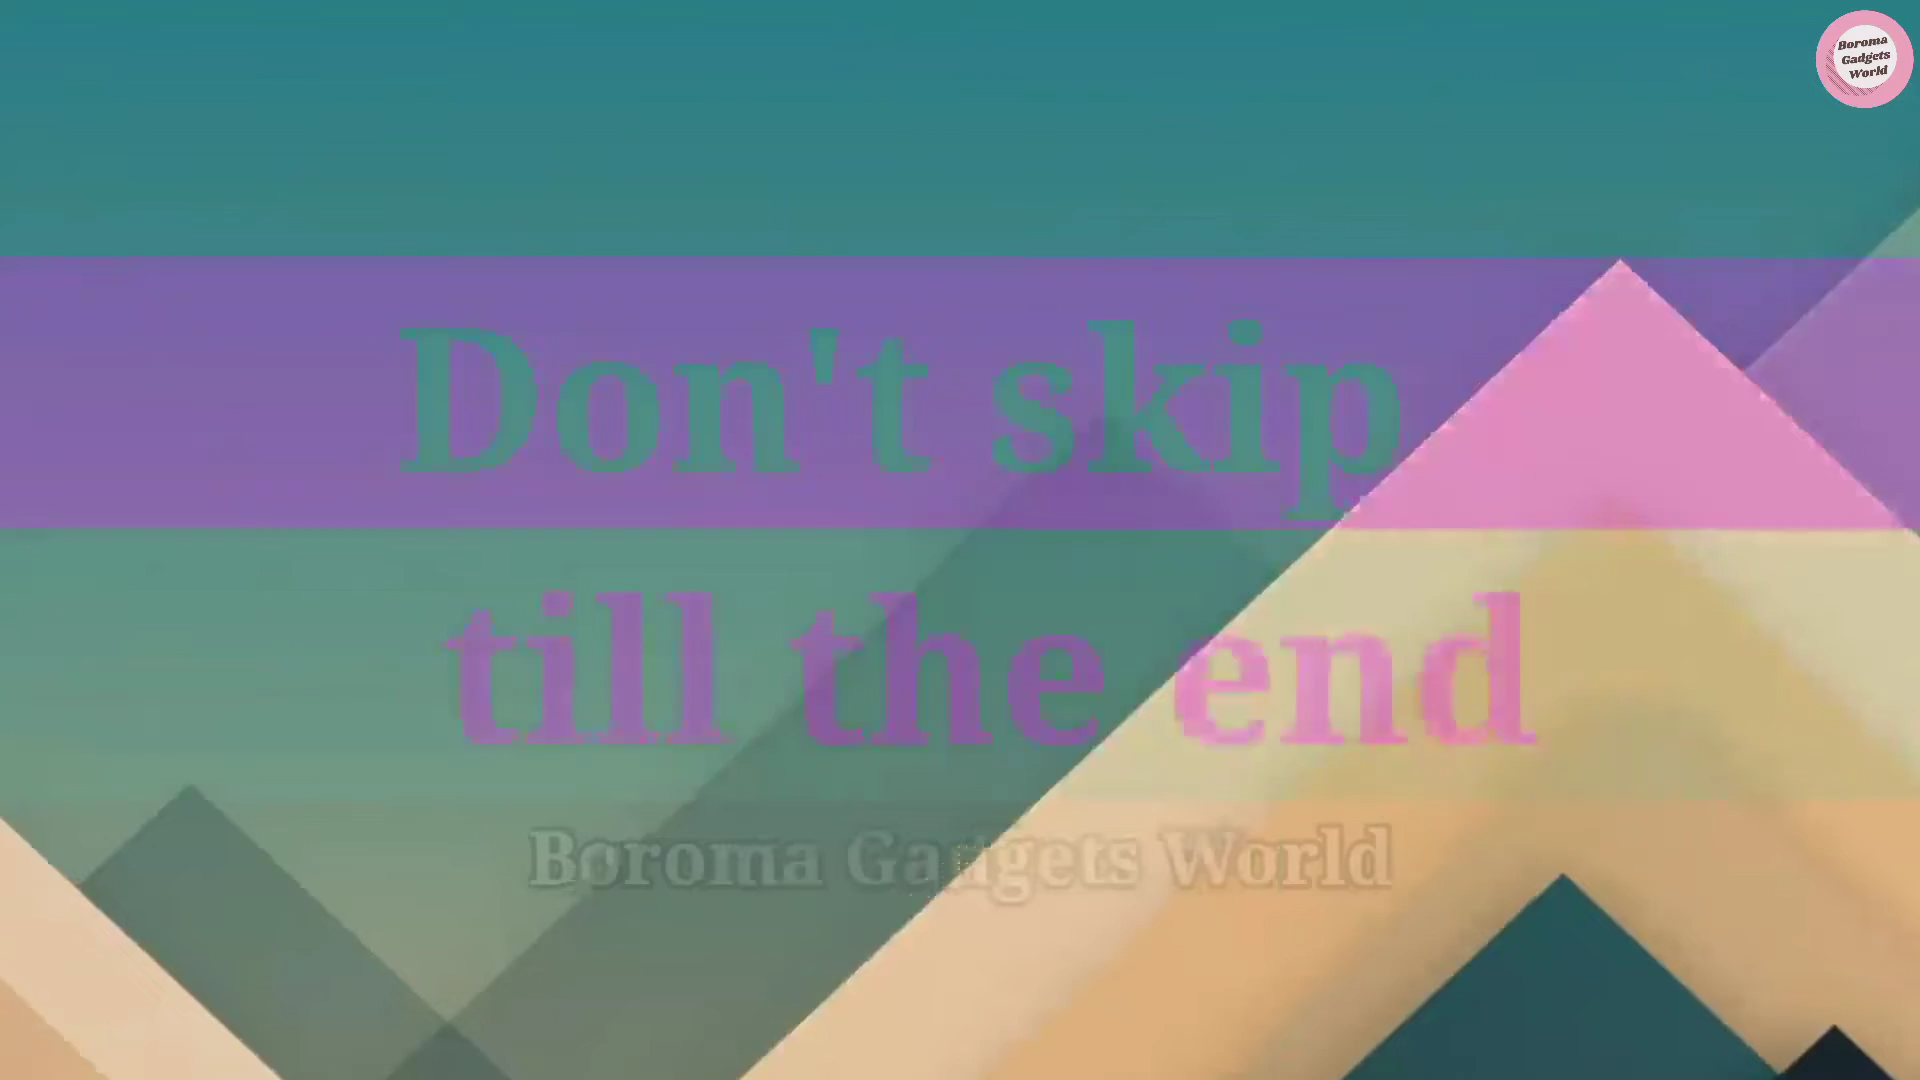 Boroma
Gadgets
World
Don't skip
till the end
Boroma Gadgets World